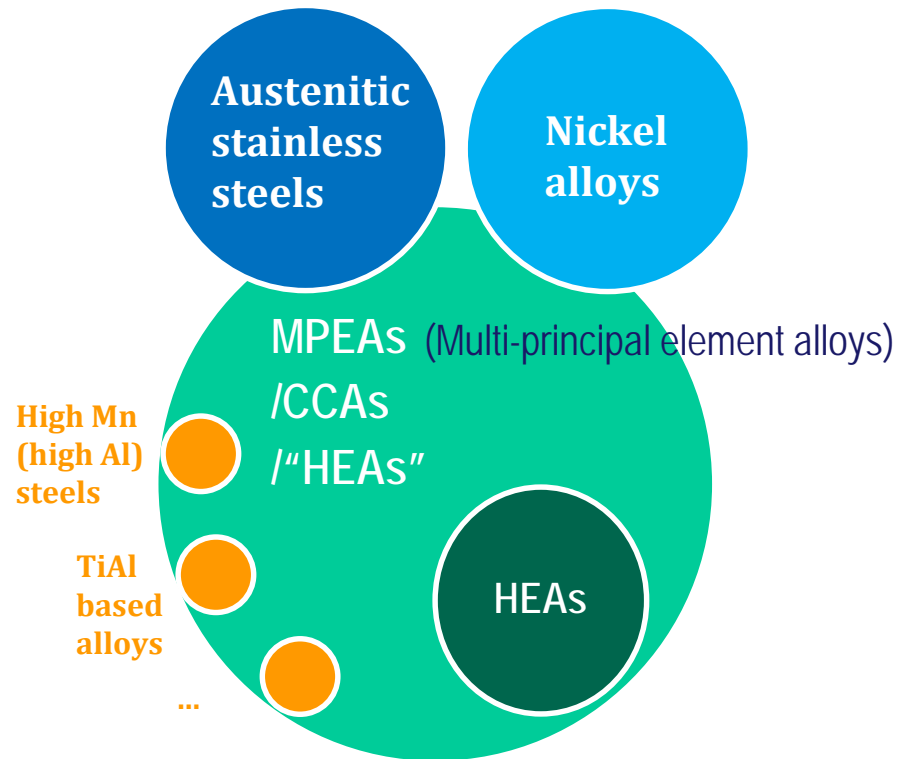 Austenitic
stainless
steels
Nickel
alloys
MPEAs (Multi-principal element alloys)
/CCAs
/“HEAs”
High Mn
(high Al)
steels
TiAl
based
alloys
...
HEAs